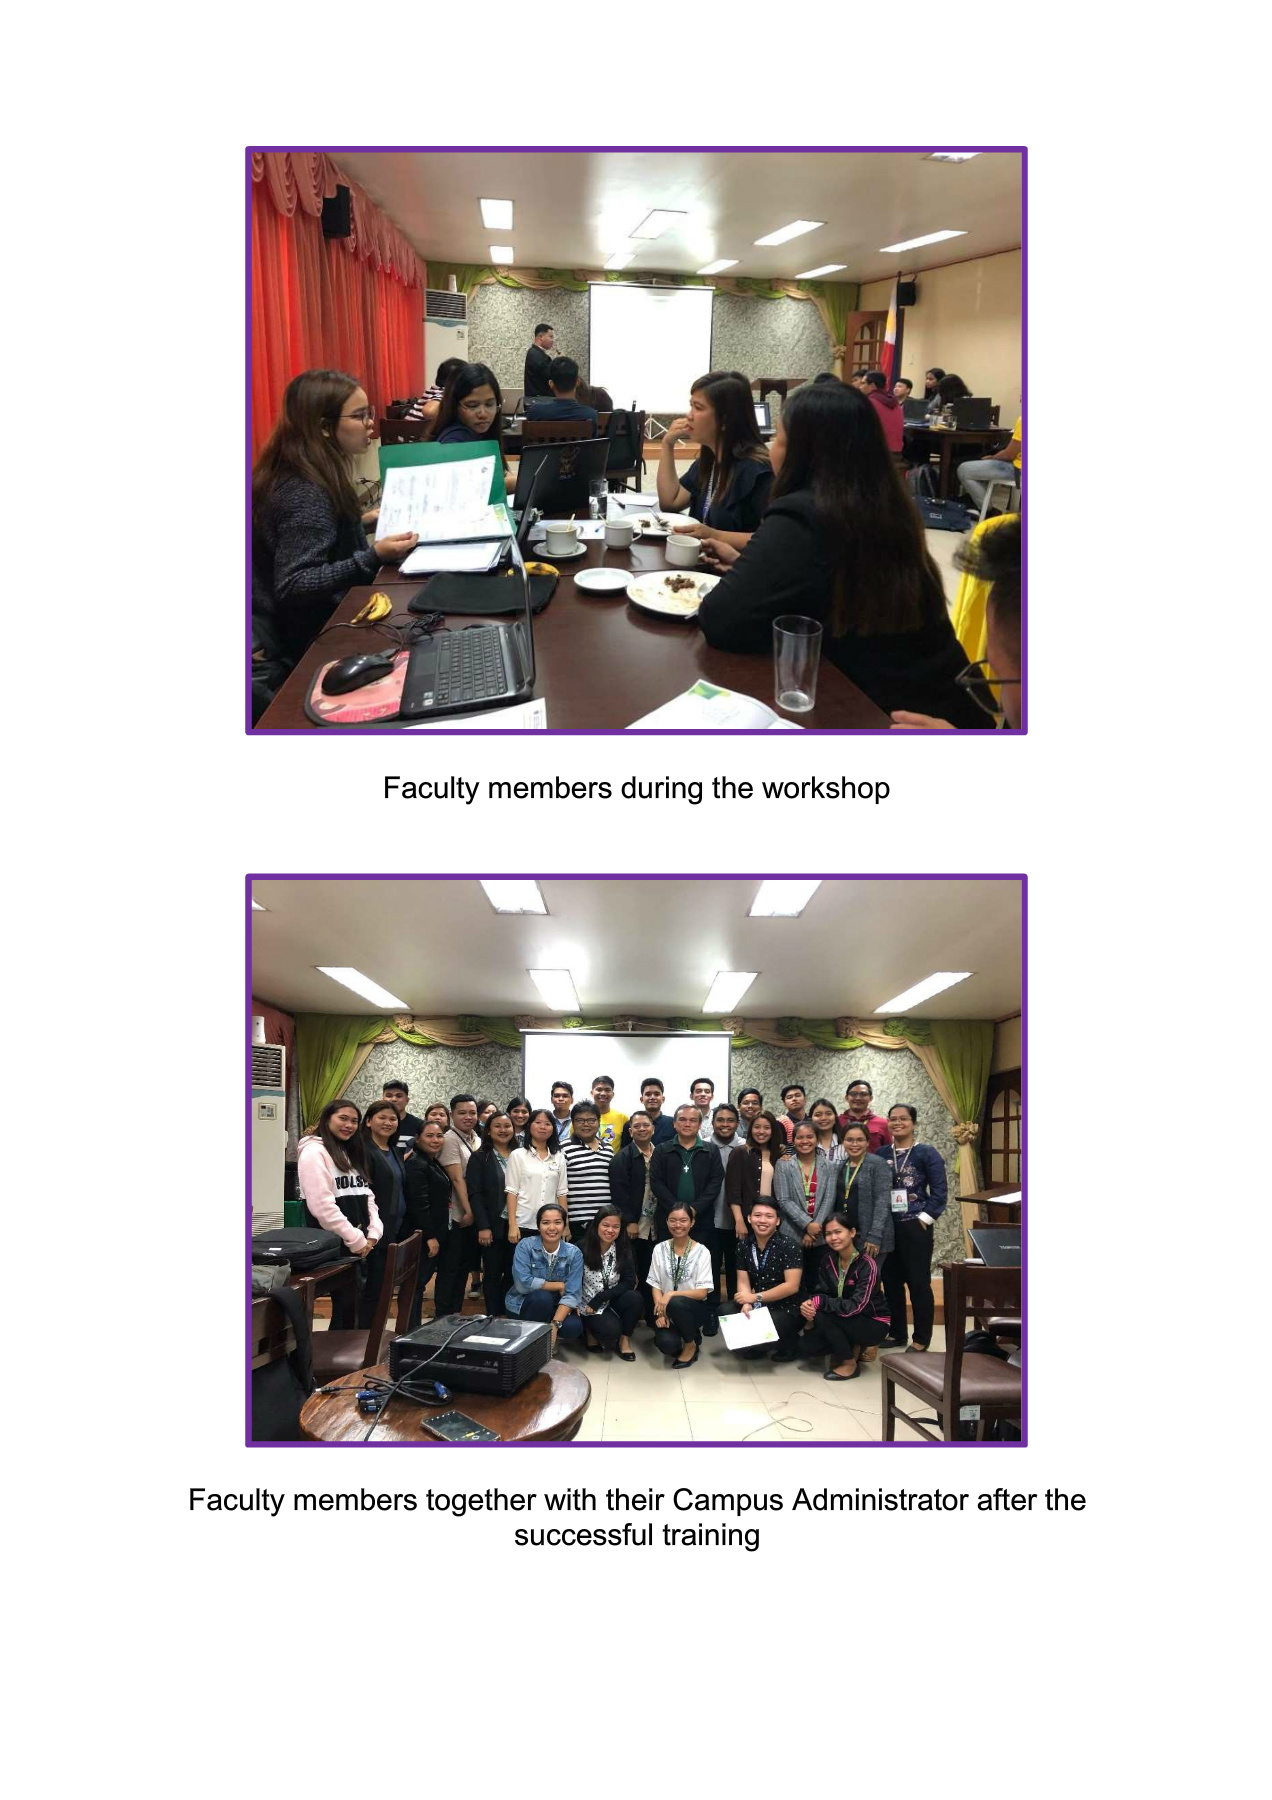 Faculty members during the workshop
Faculty members together with their Campus Administrator after the
successful training